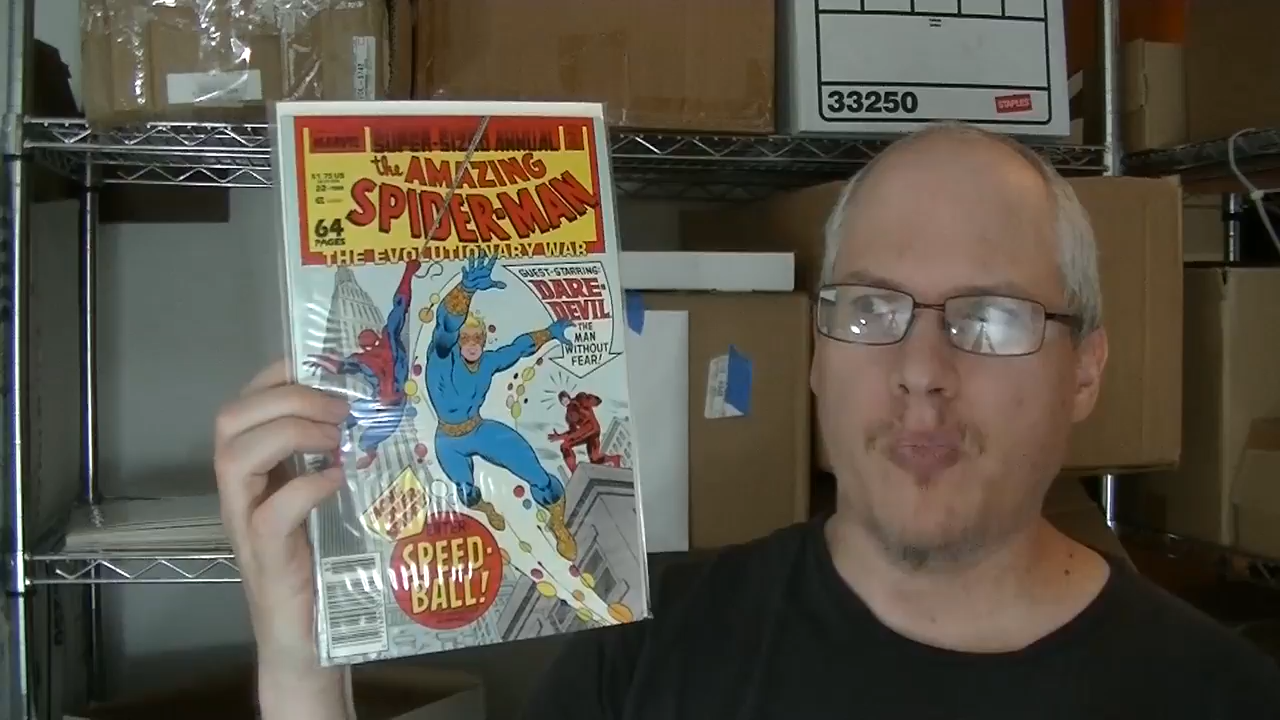 33250
STAPLES
MARVEL
SUPER-SIZED ANNUAL
$1.75 US
22
the AMAZING
SPIDER-MAN
64
PAGES
THE EVOLUTIONARY WAR
GUEST-STARRING:
DARE-
DEVIL
THE
MAN
WITHOUT
FEAR!
ENTER
SPEED-
BALL!